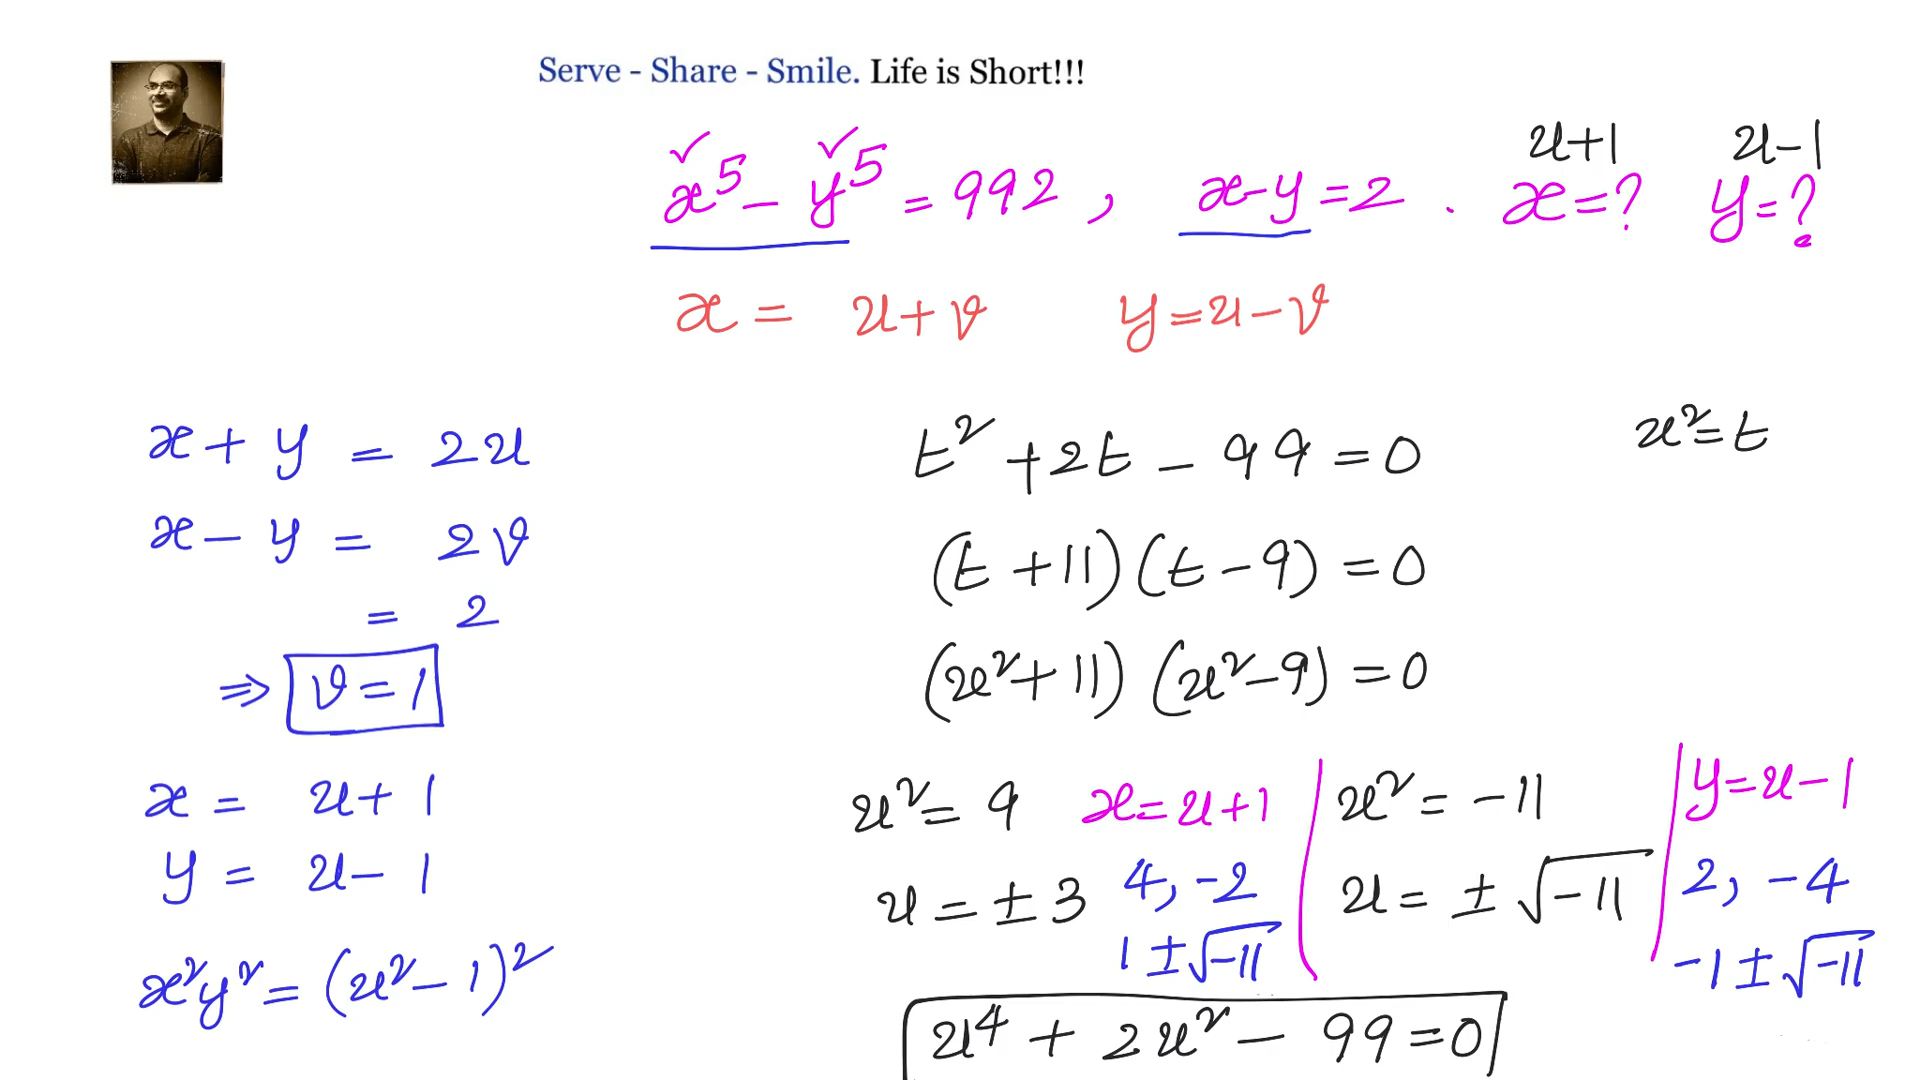 Serve - Share - Smile. Life is Short!!!
u+1 u-1
x⁵ - y⁵ = 992 , x-y=2 . x=? y=?
x = u+v y=u-v
x + y = 2u
x - y = 2v
= 2
⇒ v=1
x = u+1
y = u-1
x²y² = (u²-1)²
t² + 2t - 99 = 0 u²=t
(t+11)(t-9) = 0
(u²+11)(u²-9) = 0
u² = 9 x=u+1 u² = -11 y=u-1
u = ±3 4, -2 u = ±√-11 2, -4
1±√-11 -1±√-11
u⁴ + 2u² - 99 = 0